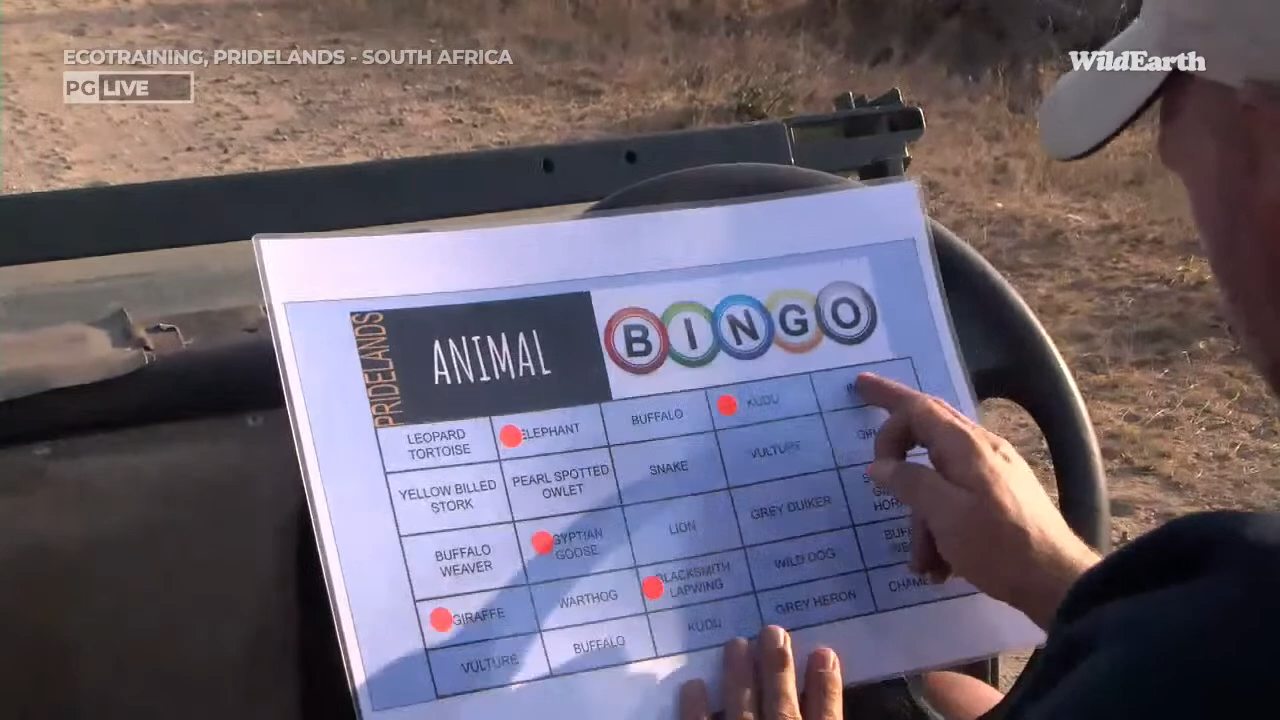 ECOTRAINING, PRIDELANDS - SOUTH AFRICA
PG LIVE
WildEarth
PRIDELANDS
ANIMAL
BINGO
LEOPARD
TORTOISE
ELEPHANT
BUFFALO
KUDU
YELLOW BILLED
STORK
PEARL SPOTTED
OWLET
SNAKE
VULTURE
BUFFALO
WEAVER
EGYPTIAN
GOOSE
LION
GREY DUIKER
GIRAFFE
WARTHOG
BLACKSMITH
LAPWING
WILD DOG
VULTURE
BUFFALO
KUDU
GREY HERON